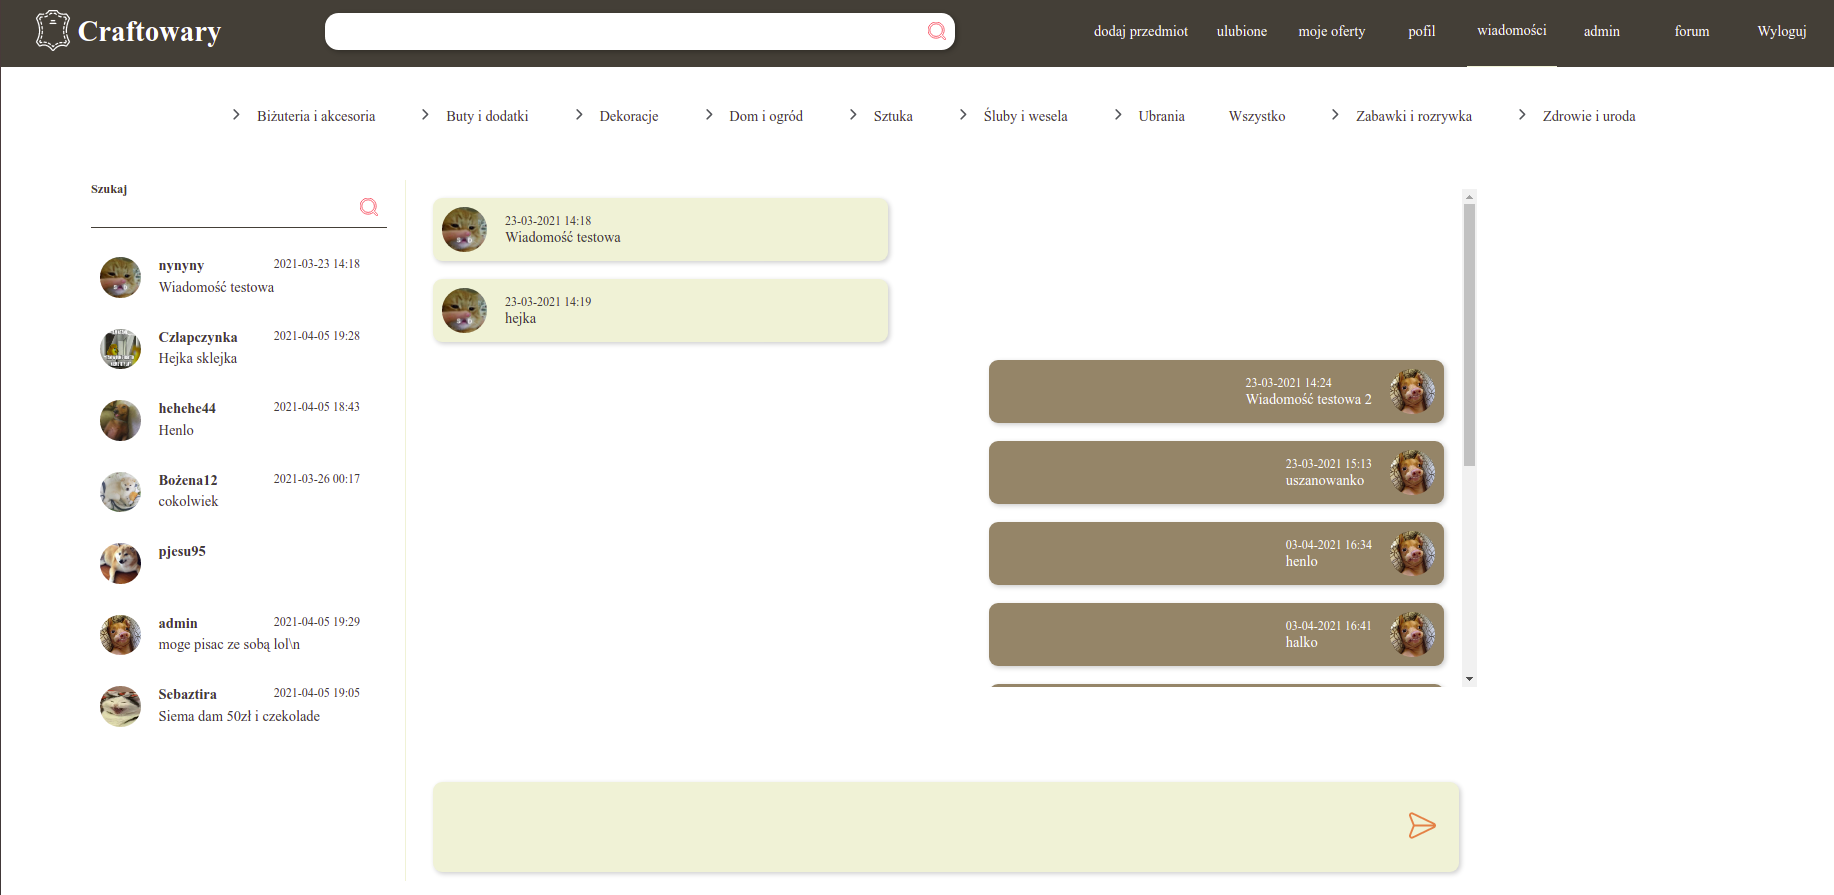 Craftowary
dodaj przedmiot
ulubione
moje oferty
pofil
wiadomości
admin
forum
Wyloguj
Biżuteria i akcesoria
Buty i dodatki
Dekoracje
Dom i ogród
Sztuka
Śluby i wesela
Ubrania
Wszystko
Zabawki i rozrywka
Zdrowie i uroda
Szukaj
nynyny 2021-03-23 14:18
Wiadomość testowa
Czlapczynka 2021-04-05 19:28
Hejka sklejka
hehehe44 2021-04-05 18:43
Henlo
Bożena12 2021-03-26 00:17
cokolwiek
pjesu95
admin 2021-04-05 19:29
moge pisac ze sobą lol\n
Sebaztira 2021-04-05 19:05
Siema dam 50zł i czekolade
23-03-2021 14:18
Wiadomość testowa
23-03-2021 14:19
hejka
23-03-2021 14:24
Wiadomość testowa 2
23-03-2021 15:13
uszanowanko
03-04-2021 16:34
henlo
03-04-2021 16:41
halko